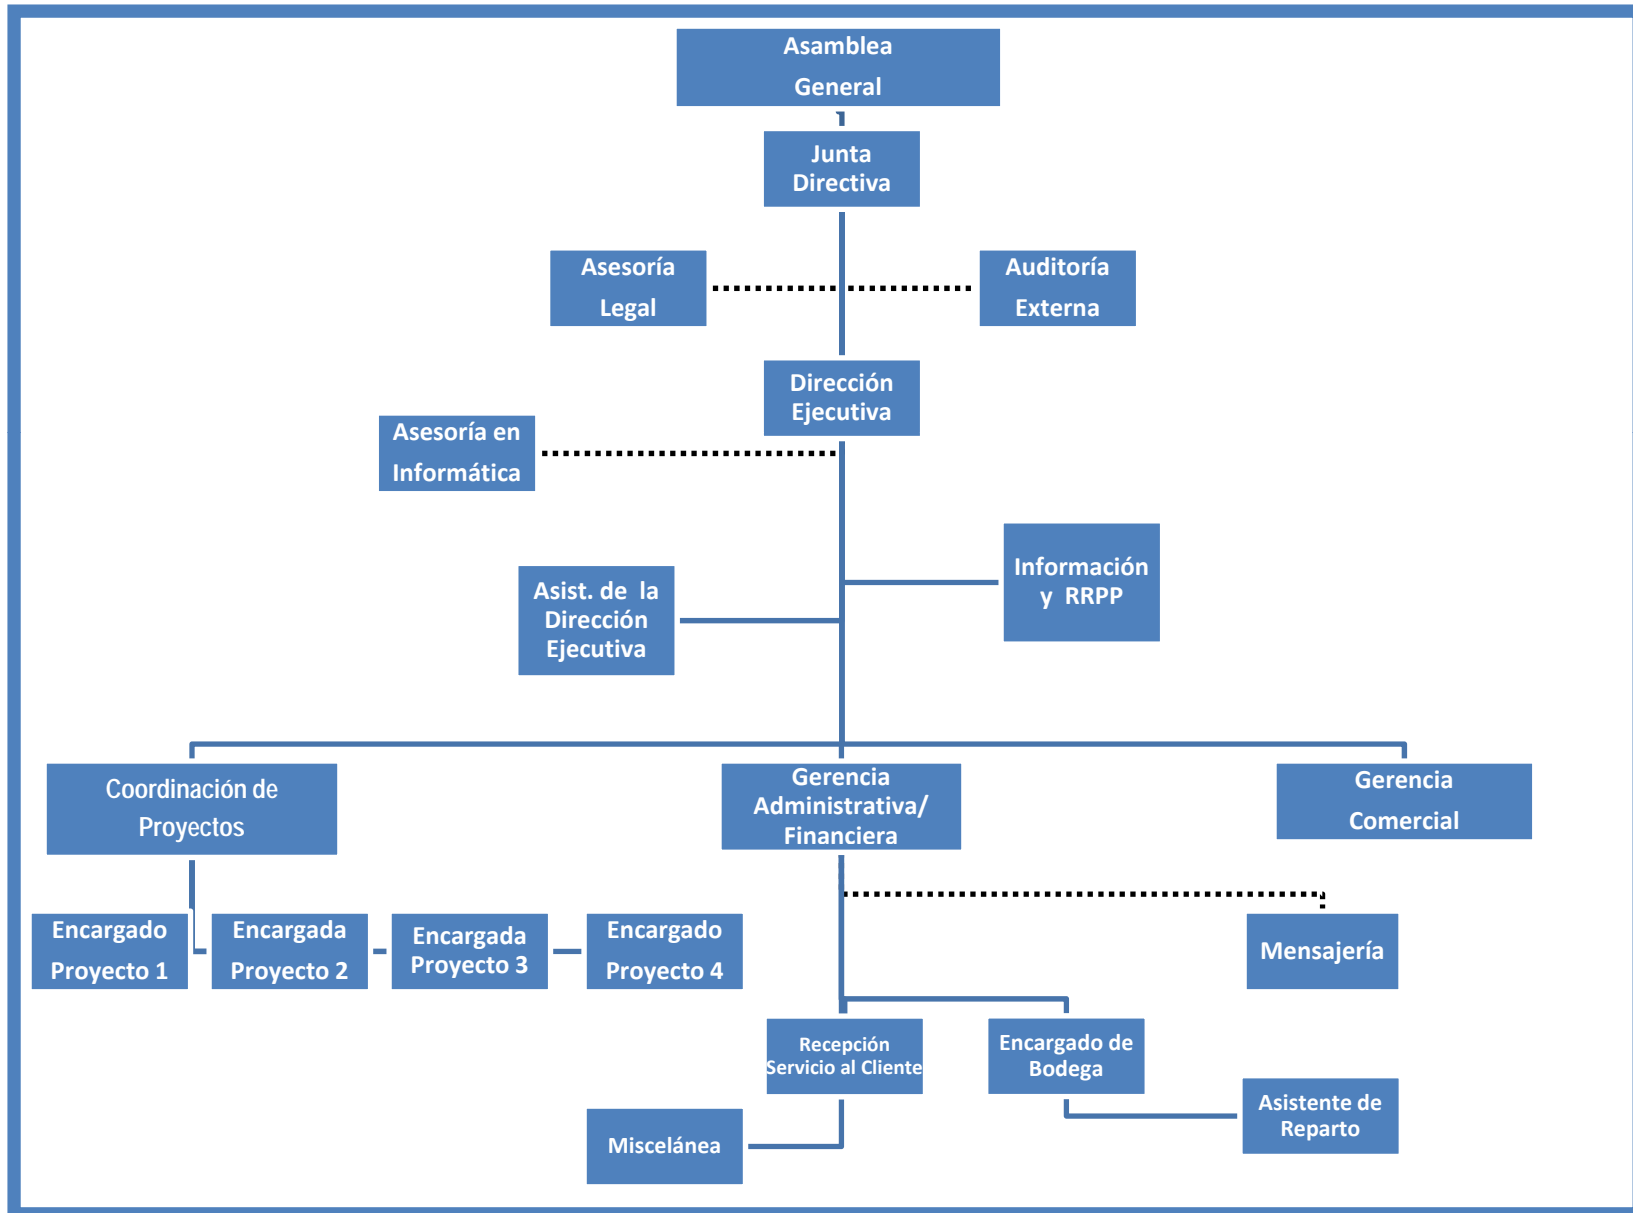 Asamblea
General
Junta
Directiva
Asesoría
Legal
Auditoría
Externa
Dirección
Ejecutiva
Asesoría en
Informática
Información
y RRPP
Asist. de la
Dirección
Ejecutiva
Coordinación de
Proyectos
Gerencia
Administrativa/
Financiera
Gerencia
Comercial
Encargado
Proyecto 1
Encargada
Proyecto 2
Encargada
Proyecto 3
Encargado
Proyecto 4
Mensajería
Recepción
Servicio al Cliente
Encargado de
Bodega
Asistente de
Reparto
Miscelánea